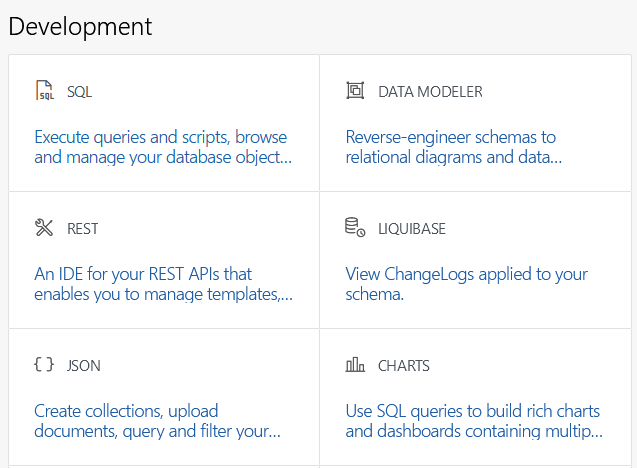 Development
SQL
SQL
Execute queries and scripts, browse
and manage your database object...
DATA MODELER
Reverse-engineer schemas to
relational diagrams and data...
REST
An IDE for your REST APIs that
enables you to manage templates,...
LIQUIBASE
View ChangeLogs applied to your
schema.
JSON
Create collections, upload
documents, query and filter your...
CHARTS
Use SQL queries to build rich charts
and dashboards containing multip...